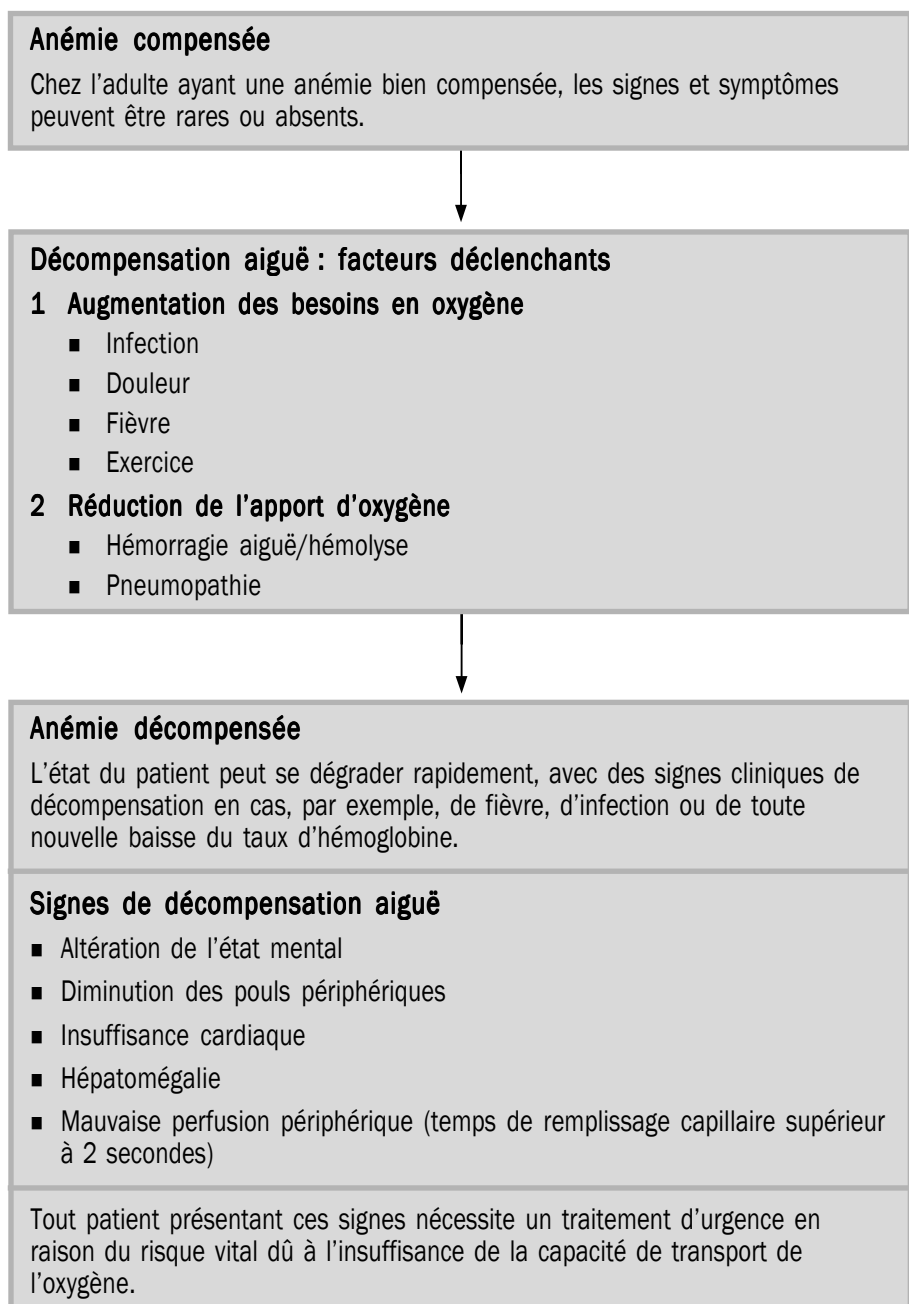 Anémie compensée
Chez l'adulte ayant une anémie bien compensée, les signes et symptômes
peuvent être rares ou absents.
Décompensation aiguë : facteurs déclenchants
1 Augmentation des besoins en oxygène
■ Infection
■ Douleur
■ Fièvre
■ Exercice
2 Réduction de l'apport d'oxygène
■ Hémorragie aiguë/hémolyse
■ Pneumopathie
Anémie décompensée
L'état du patient peut se dégrader rapidement, avec des signes cliniques de
décompensation en cas, par exemple, de fièvre, d'infection ou de toute
nouvelle baisse du taux d'hémoglobine.
Signes de décompensation aiguë
■ Altération de l'état mental
■ Diminution des pouls périphériques
■ Insuffisance cardiaque
■ Hépatomégalie
■ Mauvaise perfusion périphérique (temps de remplissage capillaire supérieur
à 2 secondes)
Tout patient présentant ces signes nécessite un traitement d'urgence en
raison du risque vital dû à l'insuffisance de la capacité de transport de
l'oxygène.